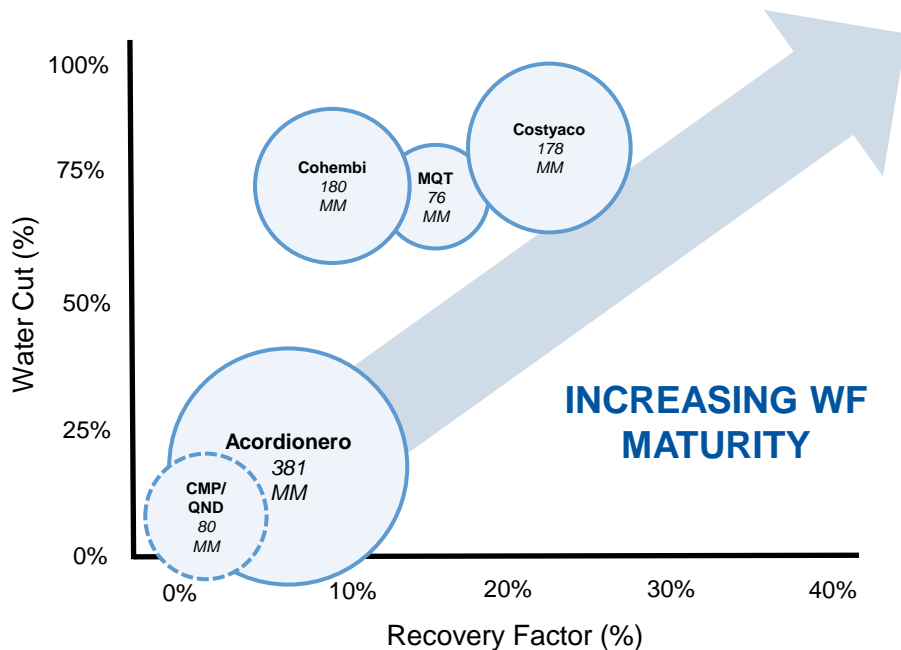 100%
75%
50%
25%
0%
Water Cut (%)
Cohembi
180
MM
MQT
76
MM
Costyaco
178
MM
Acordionero
381
MM
CMP/
QND
80
MM
INCREASING WF
MATURITY
0%
10%
20%
30%
40%
Recovery Factor (%)